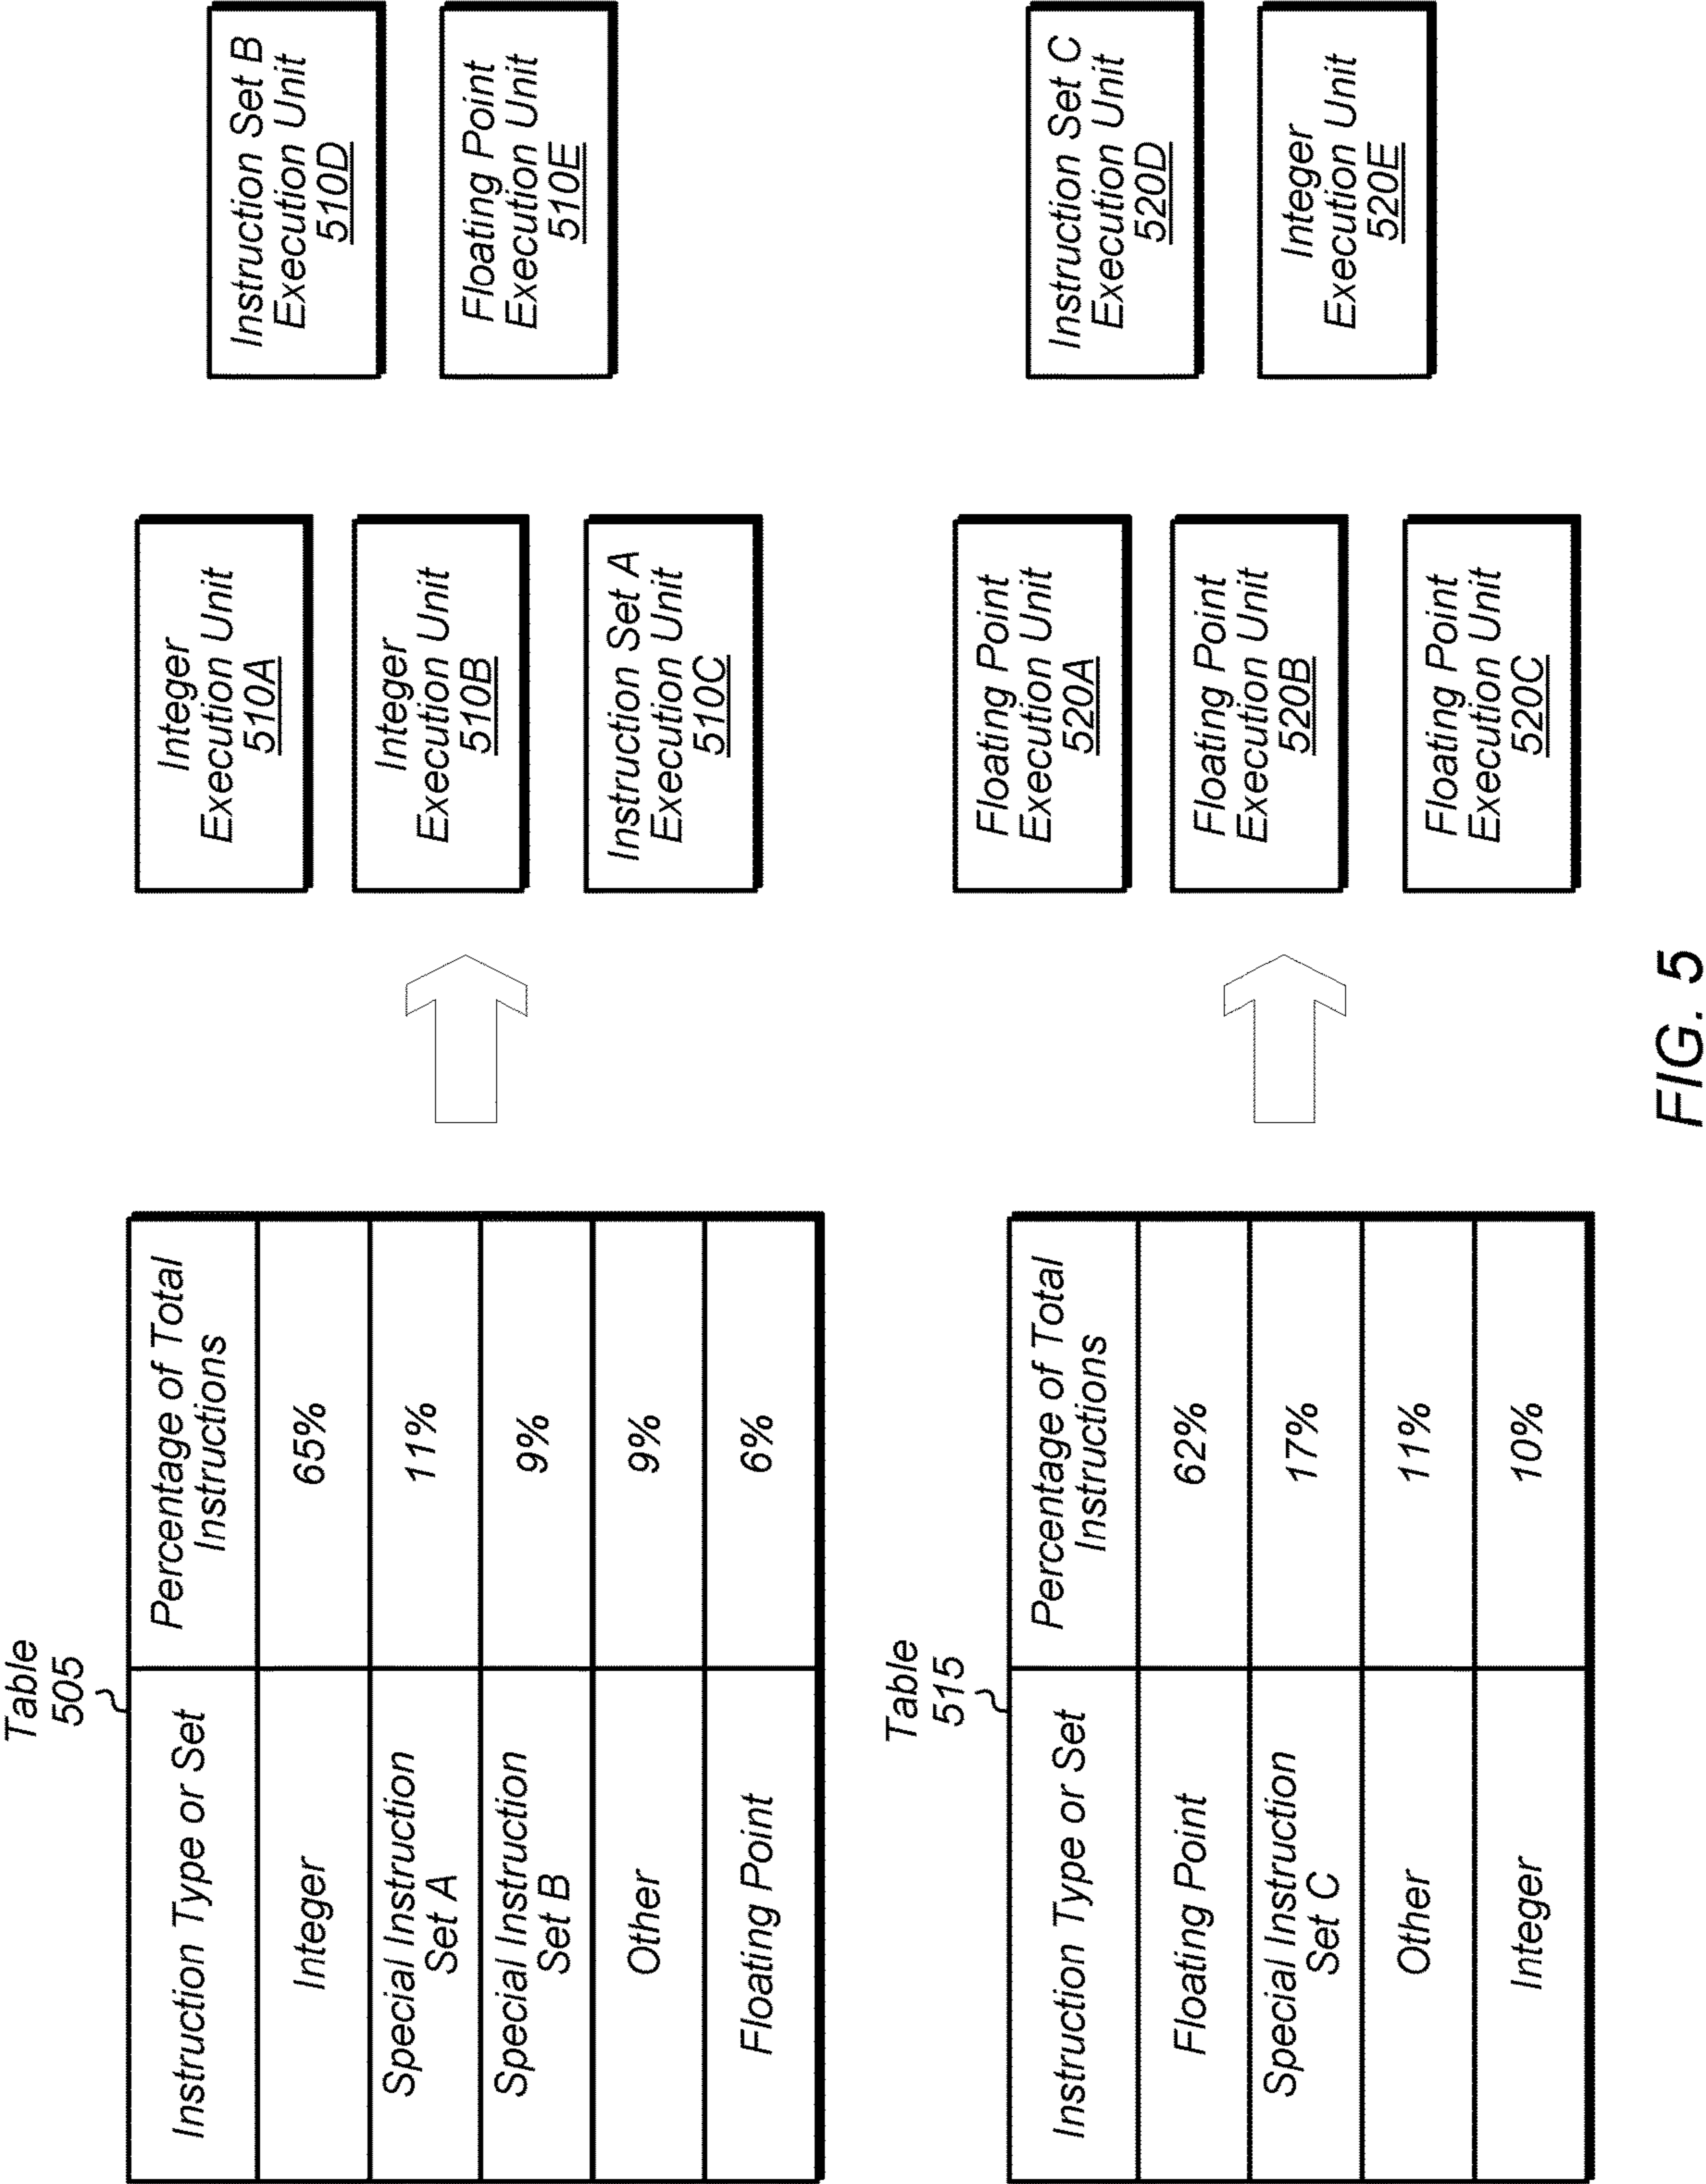 Table
505
Instruction Type or Set
Percentage of Total
Instructions
Integer
65%
Special Instruction
Set A
11%
Special Instruction
Set B
9%
Other
9%
Floating Point
6%
Integer
Execution Unit
510A
Integer
Execution Unit
510B
Instruction Set A
Execution Unit
510C
Instruction Set B
Execution Unit
510D
Floating Point
Execution Unit
510E
Table
515
Instruction Type or Set
Percentage of Total
Instructions
Floating Point
62%
Special Instruction
Set C
17%
Other
11%
Integer
10%
Floating Point
Execution Unit
520A
Floating Point
Execution Unit
520B
Floating Point
Execution Unit
520C
Instruction Set C
Execution Unit
520D
Integer
Execution Unit
520E
FIG. 5